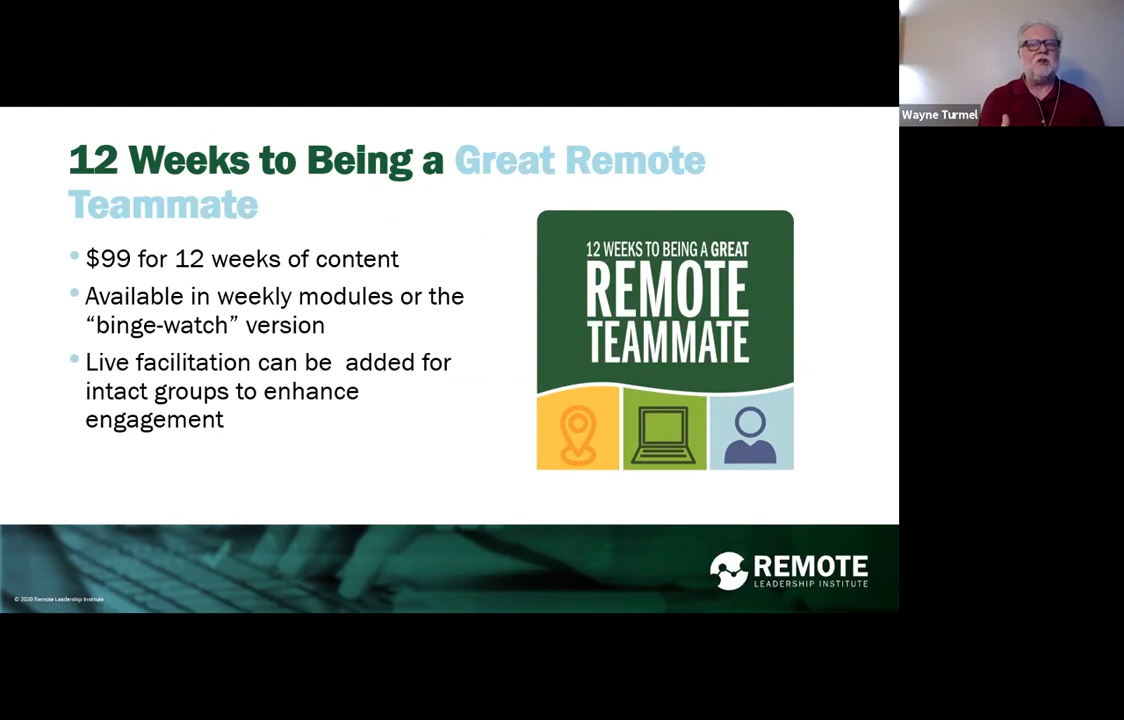 Wayne Turmel
12 Weeks to Being a Great Remote
Teammate
• $99 for 12 weeks of content
• Available in weekly modules or the
“binge-watch” version
• Live facilitation can be  added for
intact groups to enhance
engagement
12 WEEKS TO BEING A GREAT
REMOTE
TEAMMATE
REMOTE
LEADERSHIP INSTITUTE
© 2020 Remote Leadership Institute